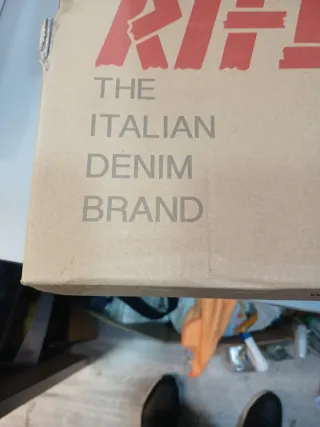 THE
ITALIAN
DENIM
BRAND